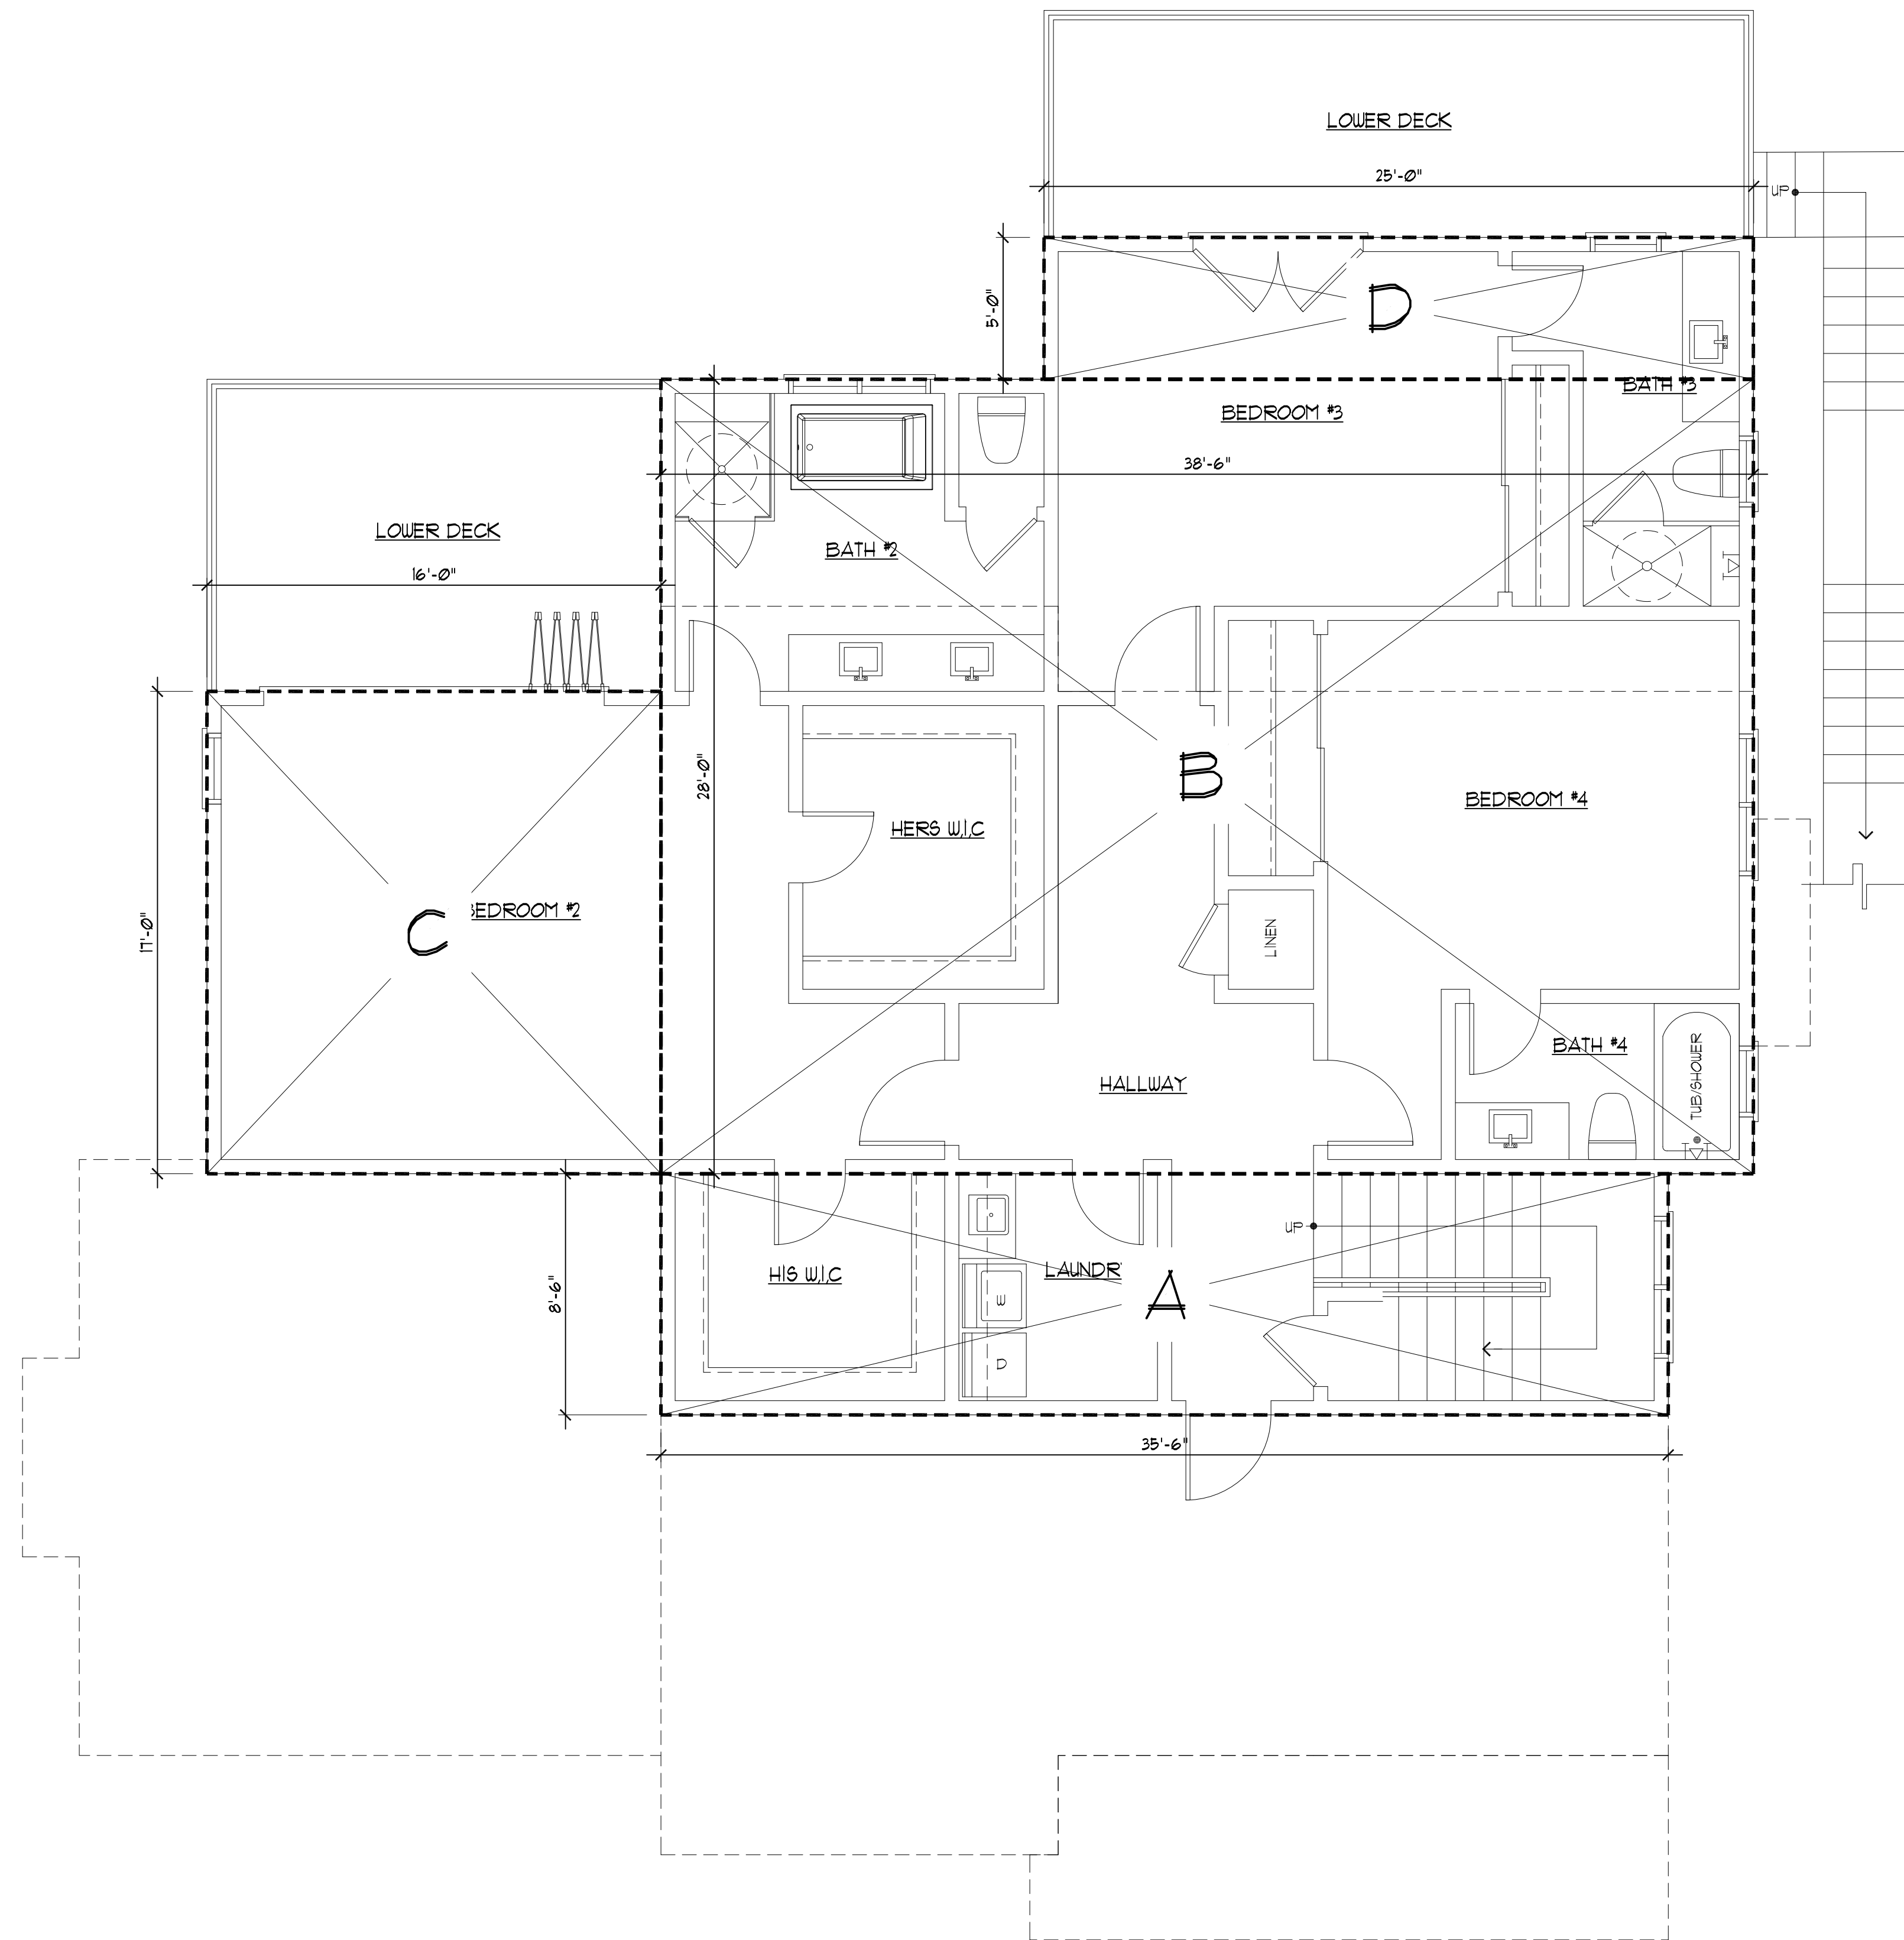 LOWER DECK
25'-0"
UP
5'-0"
D
BATH #3
BEDROOM #3
38'-6"
LOWER DECK
BATH #2
16'-0"
28'-0"
B
BEDROOM #4
HERS W.I.C
17'-0"
C
BEDROOM #2
LINEN
BATH #4
TUB/SHOWER
HALLWAY
UP
8'-6"
HIS W.I.C
LAUNDR
A
W
D
35'-6"